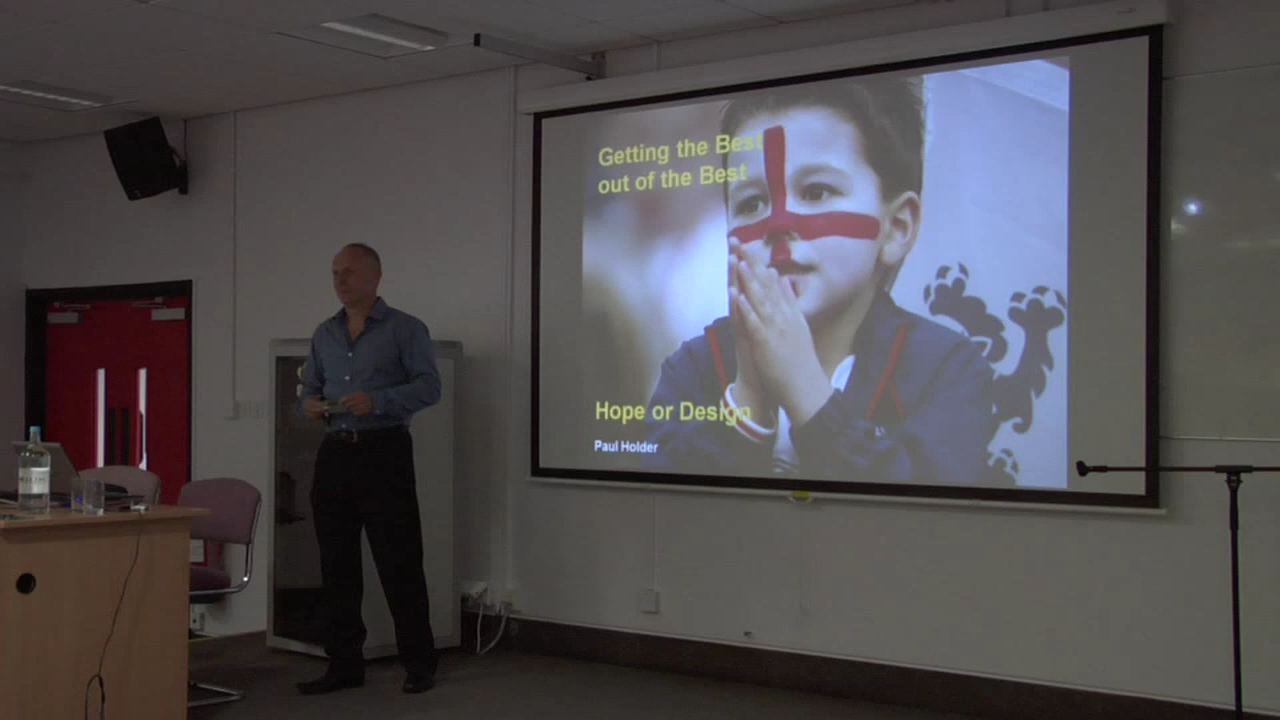 Getting the Best
out of the Best
Hope or Design
Paul Holder